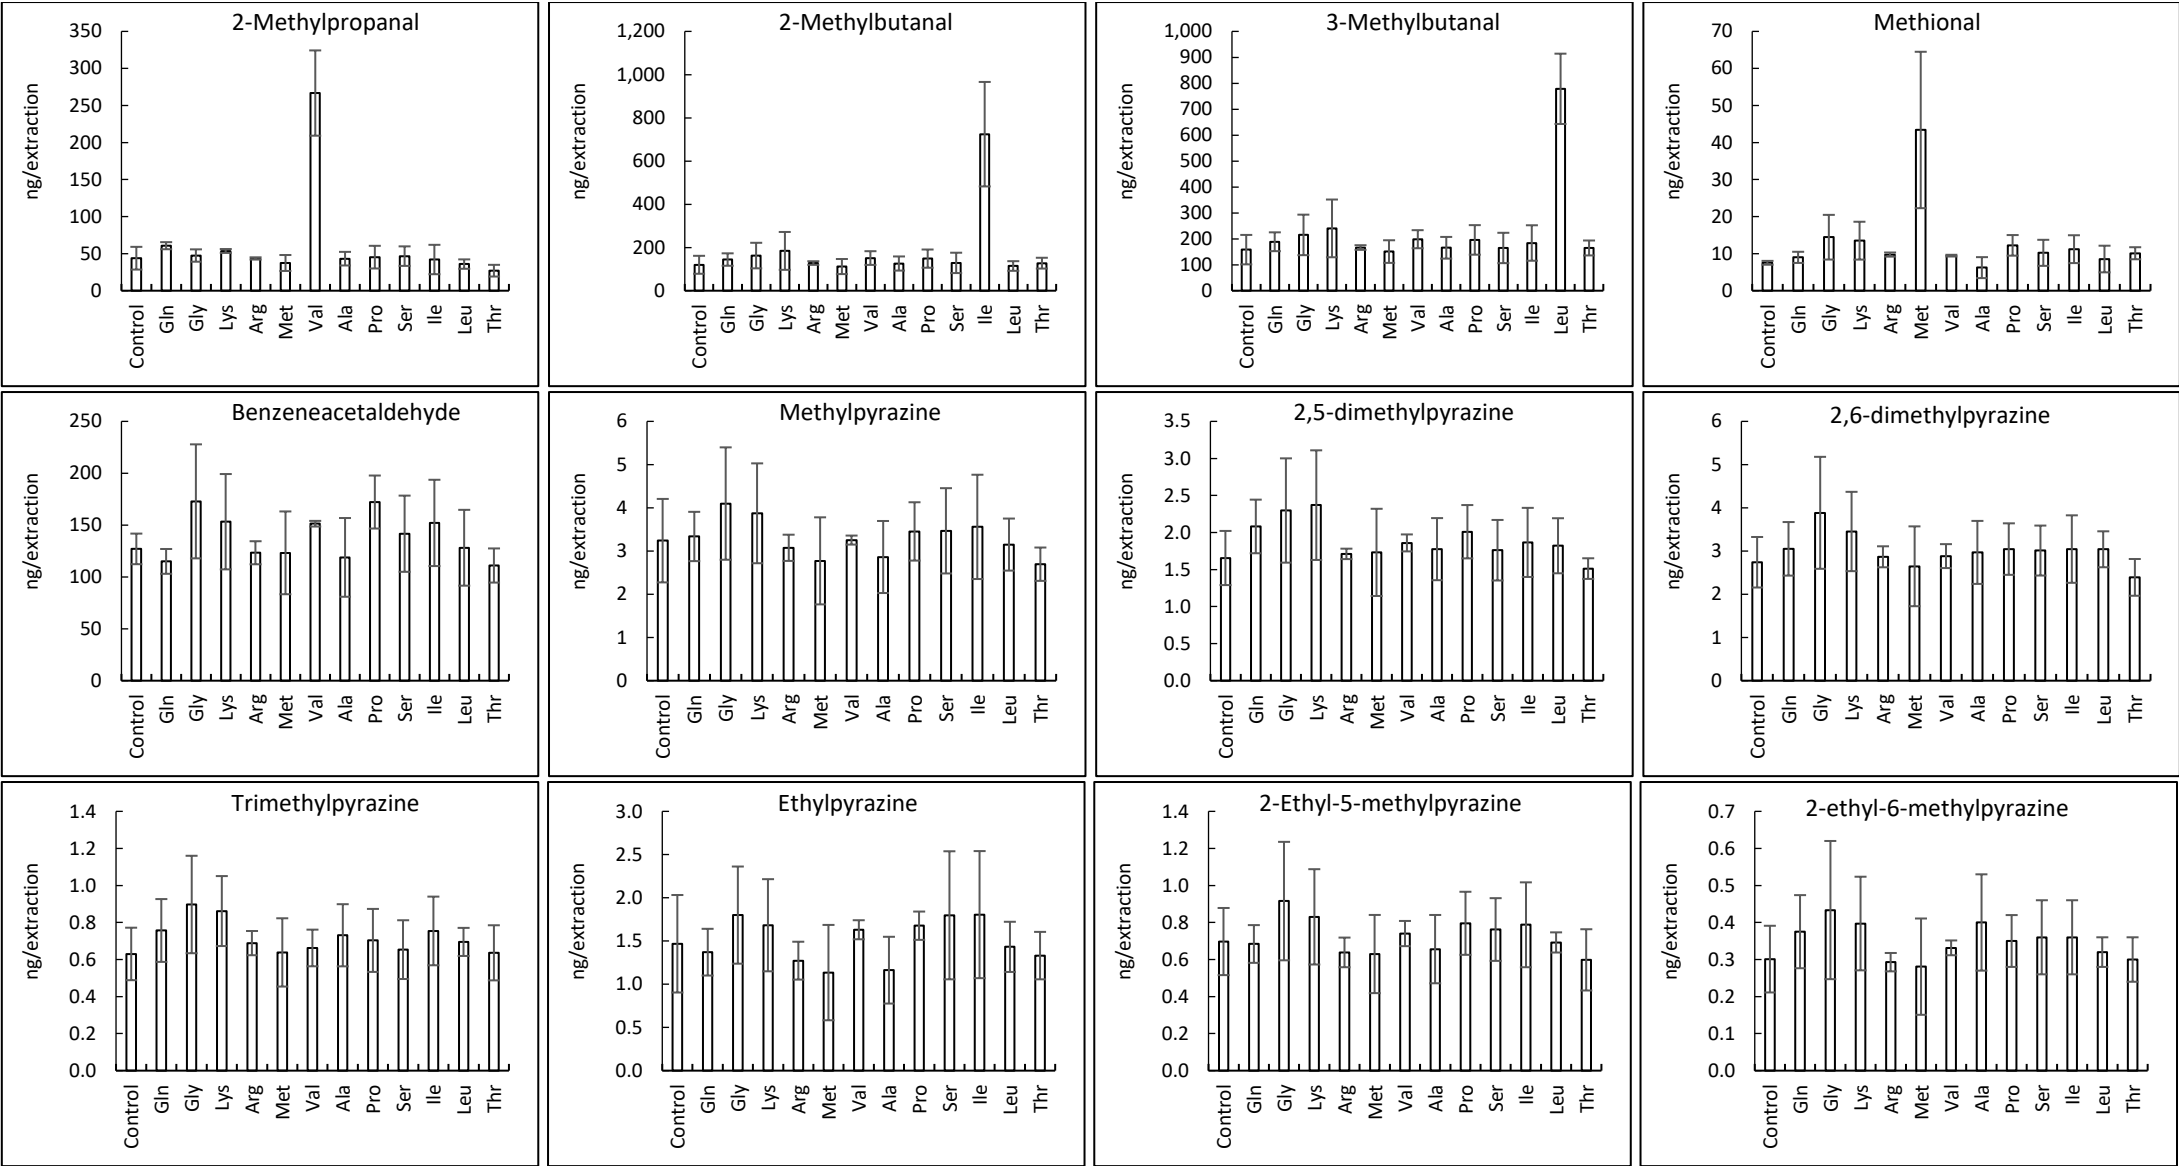 2-Methylpropanal
350
300
250
200
150
100
50
0
ng/extraction
Control Gln Gly Lys Arg Met Val Ala Pro Ser Ile Leu Thr
2-Methylbutanal
1,200
1,000
800
600
400
200
0
ng/extraction
Control Gln Gly Lys Arg Met Val Ala Pro Ser Ile Leu Thr
3-Methylbutanal
1,000
900
800
700
600
500
400
300
200
100
0
ng/extraction
Control Gln Gly Lys Arg Met Val Ala Pro Ser Ile Leu Thr
Methional
70
60
50
40
30
20
10
0
ng/extraction
Control Gln Gly Lys Arg Met Val Ala Pro Ser Ile Leu Thr
Benzeneacetaldehyde
250
200
150
100
50
0
ng/extraction
Control Gln Gly Lys Arg Met Val Ala Pro Ser Ile Leu Thr
Methylpyrazine
6
5
4
3
2
1
0
ng/extraction
Control Gln Gly Lys Arg Met Val Ala Pro Ser Ile Leu Thr
2,5-dimethylpyrazine
3.5
3.0
2.5
2.0
1.5
1.0
0.5
0.0
ng/extraction
Control Gln Gly Lys Arg Met Val Ala Pro Ser Ile Leu Thr
2,6-dimethylpyrazine
6
5
4
3
2
1
0
ng/extraction
Control Gln Gly Lys Arg Met Val Ala Pro Ser Ile Leu Thr
Trimethylpyrazine
1.4
1.2
1.0
0.8
0.6
0.4
0.2
0.0
ng/extraction
Control Gln Gly Lys Arg Met Val Ala Pro Ser Ile Leu Thr
Ethylpyrazine
3.0
2.5
2.0
1.5
1.0
0.5
0.0
ng/extraction
Control Gln Gly Lys Arg Met Val Ala Pro Ser Ile Leu Thr
2-Ethyl-5-methylpyrazine
1.4
1.2
1.0
0.8
0.6
0.4
0.2
0.0
ng/extraction
Control Gln Gly Lys Arg Met Val Ala Pro Ser Ile Leu Thr
2-ethyl-6-methylpyrazine
0.7
0.6
0.5
0.4
0.3
0.2
0.1
0.0
ng/extraction
Control Gln Gly Lys Arg Met Val Ala Pro Ser Ile Leu Thr